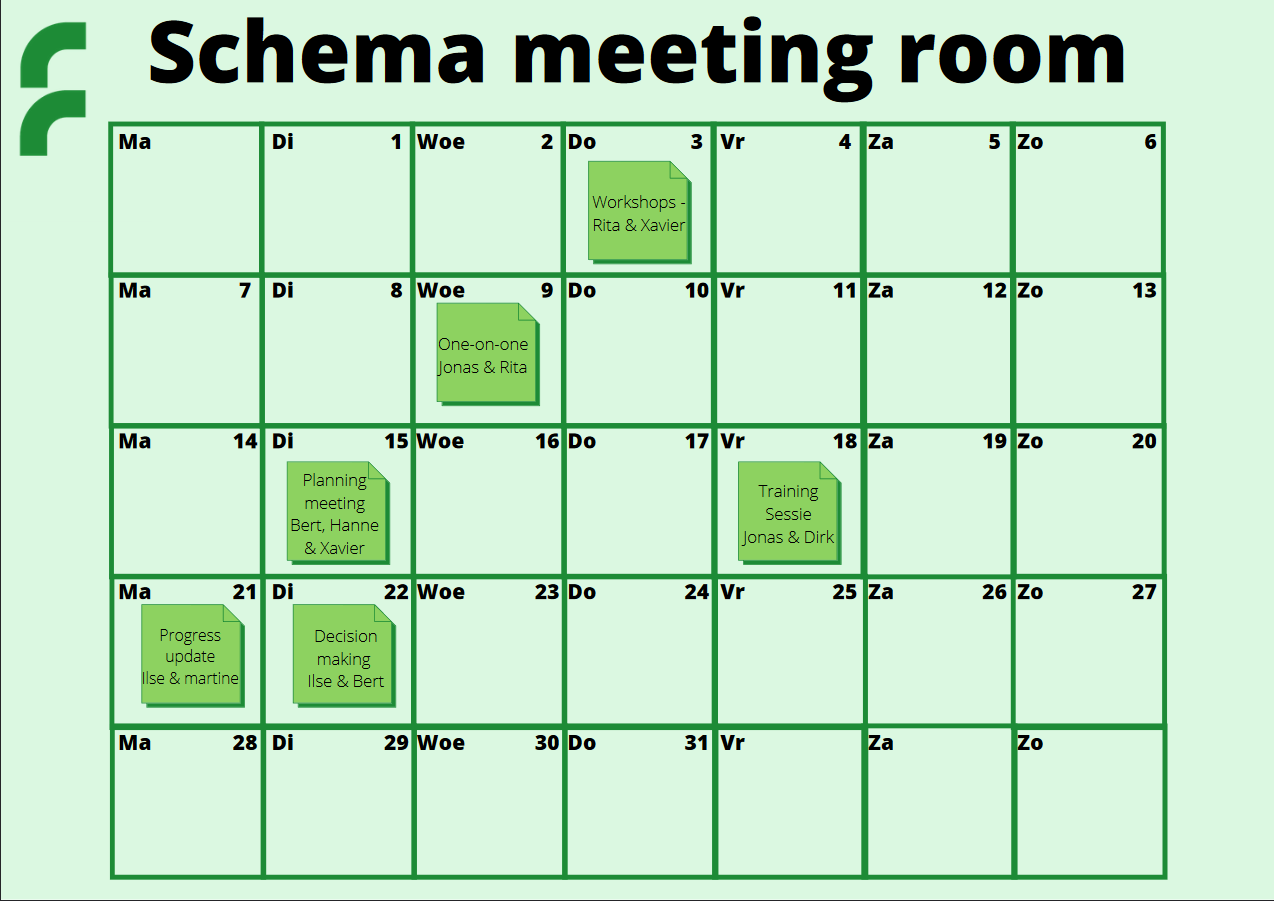 Schema meeting room
Ma Di 1 Woe 2 Do 3 Vr 4 Za 5 Zo 6
Workshops -
Rita & Xavier
Ma 7 Di 8 Woe 9 Do 10 Vr 11 Za 12 Zo 13
One-on-one
Jonas & Rita
Ma 14 Di 15 Woe 16 Do 17 Vr 18 Za 19 Zo 20
Planning
meeting
Bert, Hanne
& Xavier
Training
Sessie
Jonas & Dirk
Ma 21 Di 22 Woe 23 Do 24 Vr 25 Za 26 Zo 27
Progress
update
Ilse & martine
Decision
making
Ilse & Bert
Ma 28 Di 29 Woe 30 Do 31 Vr Za Zo